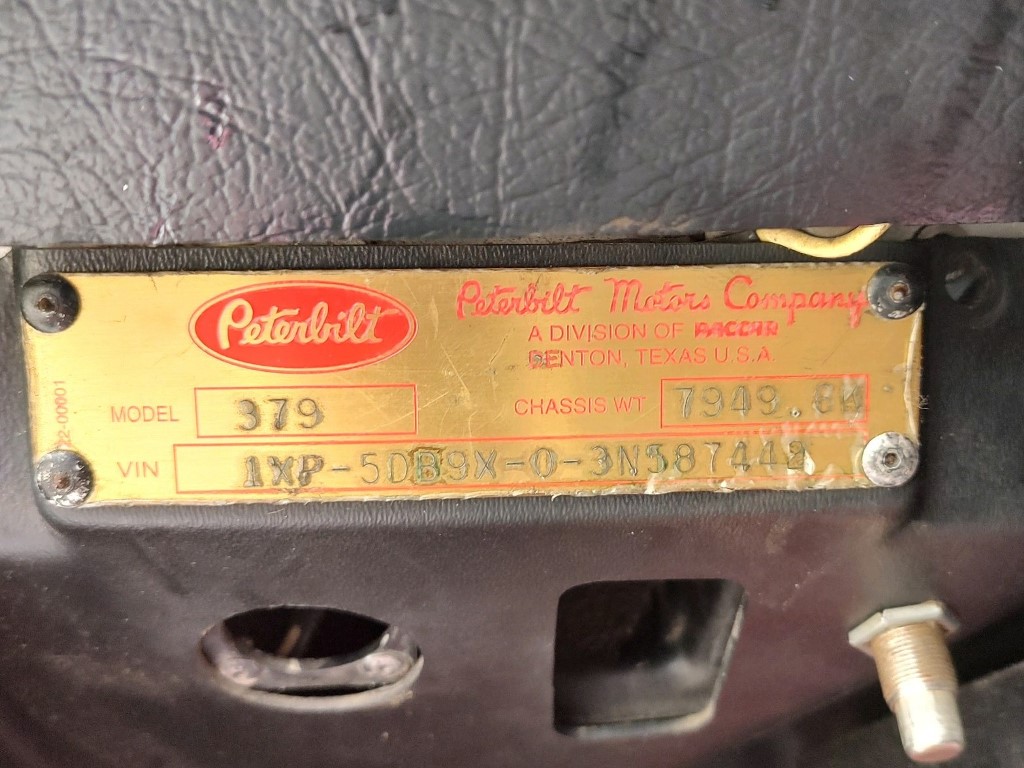 Peterbilt
Peterbilt Motors Company
A DIVISION OF PACCAR
DENTON, TEXAS U.S.A.
MODEL 379
CHASSIS WT
VIN 1XP-5DB9X-0-3N587442